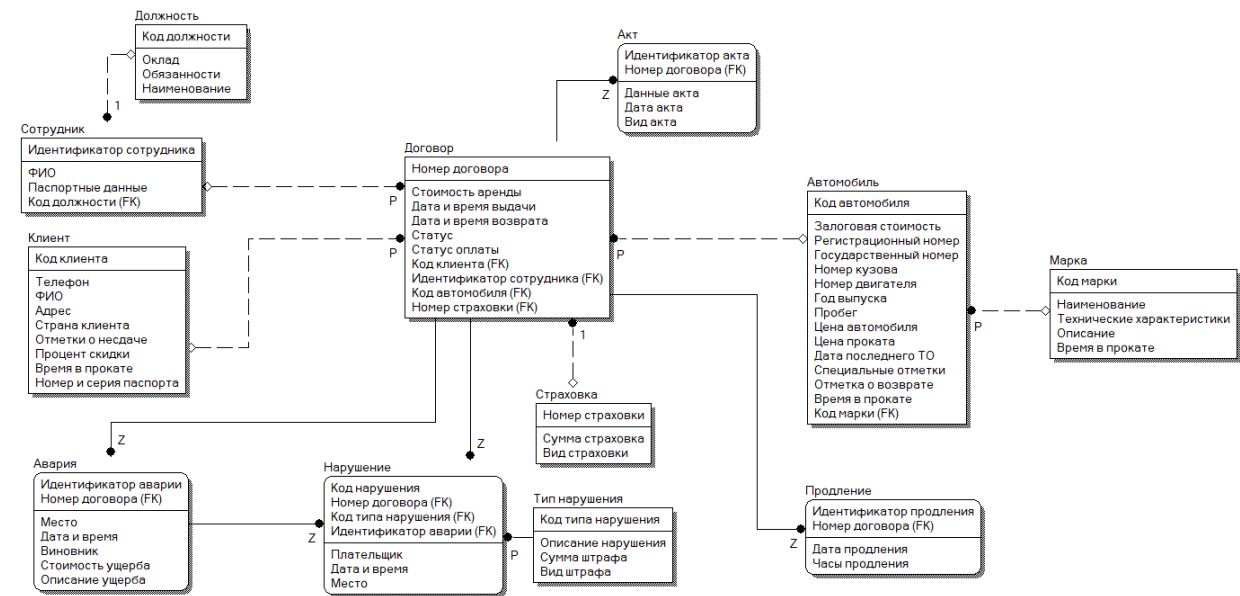 Должность
Код должности
Оклад
Обязанности
Наименование
1
Сотрудник
Идентификатор сотрудника
ФИО
Паспортные данные
Код должности (FK)
P
Клиент
Код клиента
Телефон
ФИО
Адрес
Страна клиента
Отметки о несдаче
Процент скидки
Время в прокате
Номер и серия паспорта
P
Акт
Идентификатор акта
Номер договора (FK)
Данные акта
Дата акта
Вид акта
Z
Договор
Номер договора
Стоимость аренды
Дата и время выдачи
Дата и время возврата
Статус
Статус оплаты
Код клиента (FK)
Идентификатор сотрудника (FK)
Код автомобиля (FK)
Номер страховки (FK)
P
1
Автомобиль
Код автомобиля
Залоговая стоимость
Регистрационный номер
Государственный номер
Номер кузова
Номер двигателя
Год выпуска
Пробег
Цена автомобиля
Цена проката
Дата последнего ТО
Специальные отметки
Отметка о возврате
Время в прокате
Код марки (FK)
P
Марка
Код марки
Наименование
Технические характеристики
Описание
Время в прокате
Страховка
Номер страховки
Сумма страховка
Вид страховки
Z
Авария
Идентификатор аварии
Номер договора (FK)
Место
Дата и время
Виновник
Стоимость ущерба
Описание ущерба
Z
Z
Нарушение
Код нарушения
Номер договора (FK)
Код типа нарушения (FK)
Идентификатор аварии (FK)
Плательщик
Дата и время
Место
P
Тип нарушения
Код типа нарушения
Описание нарушения
Сумма штрафа
Вид штрафа
Z
Продление
Идентификатор продления
Номер договора (FK)
Дата продления
Часы продления